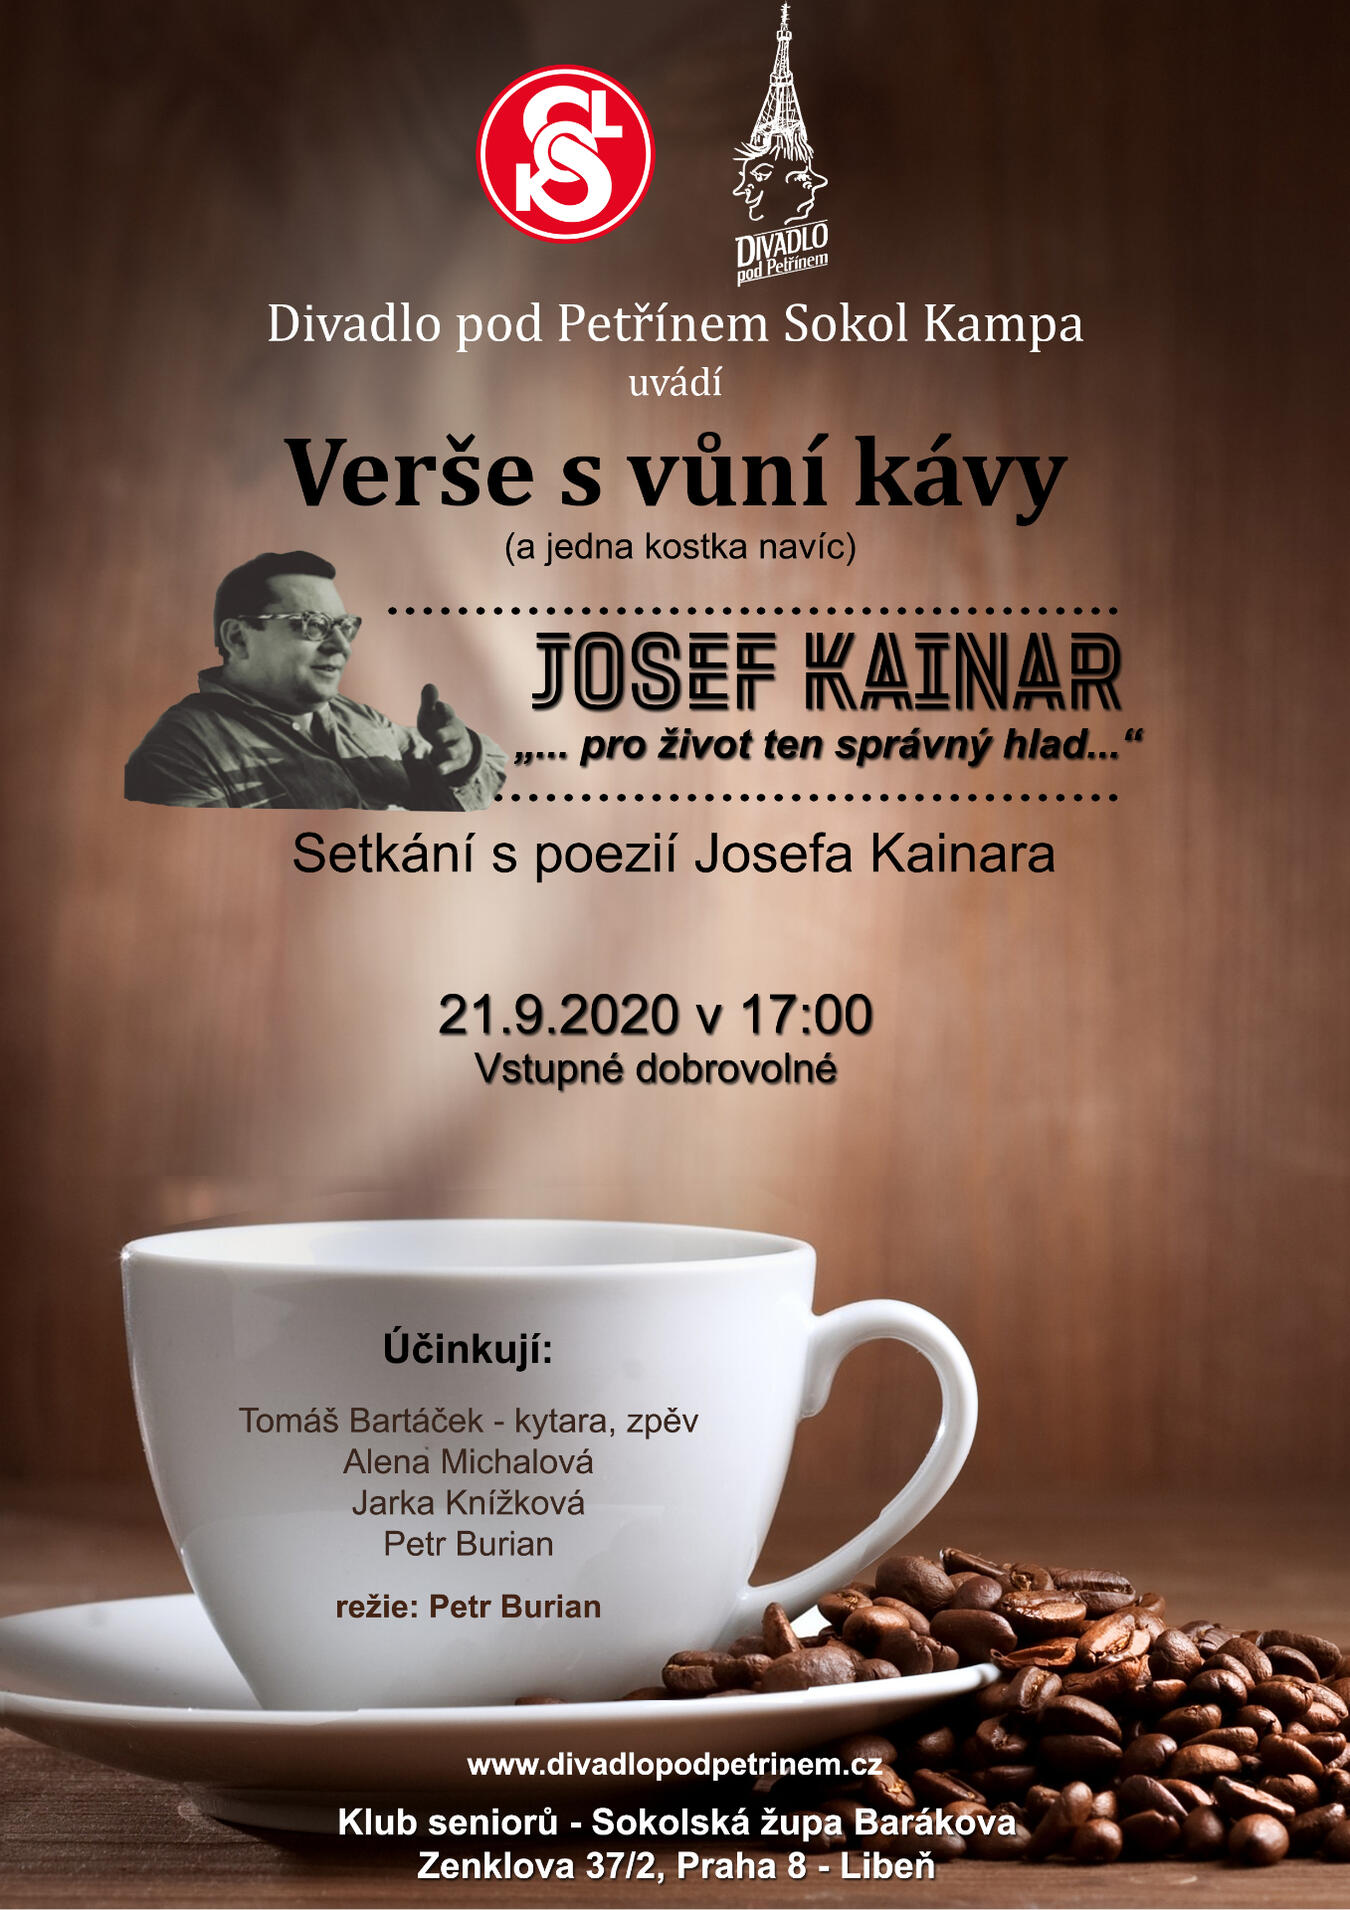 SOKOL
DIVADLO
pod Petřínem
Divadlo pod Petřínem Sokol Kampa
uvádí
Verše s vůní kávy
(a jedna kostka navíc)
JOSEF KAINAR
„... pro život ten správný hlad...“
Setkání s poezií Josefa Kainara
21.9.2020 v 17:00
Vstupné dobrovolné
Účinkují:
Tomáš Bartáček - kytara, zpěv
Alena Michalová
Jarka Knížková
Petr Burian
režie: Petr Burian
www.divadlopodpetrinem.cz
Klub seniorů - Sokolská župa Barákova
Zenklova 37/2, Praha 8 - Libeň